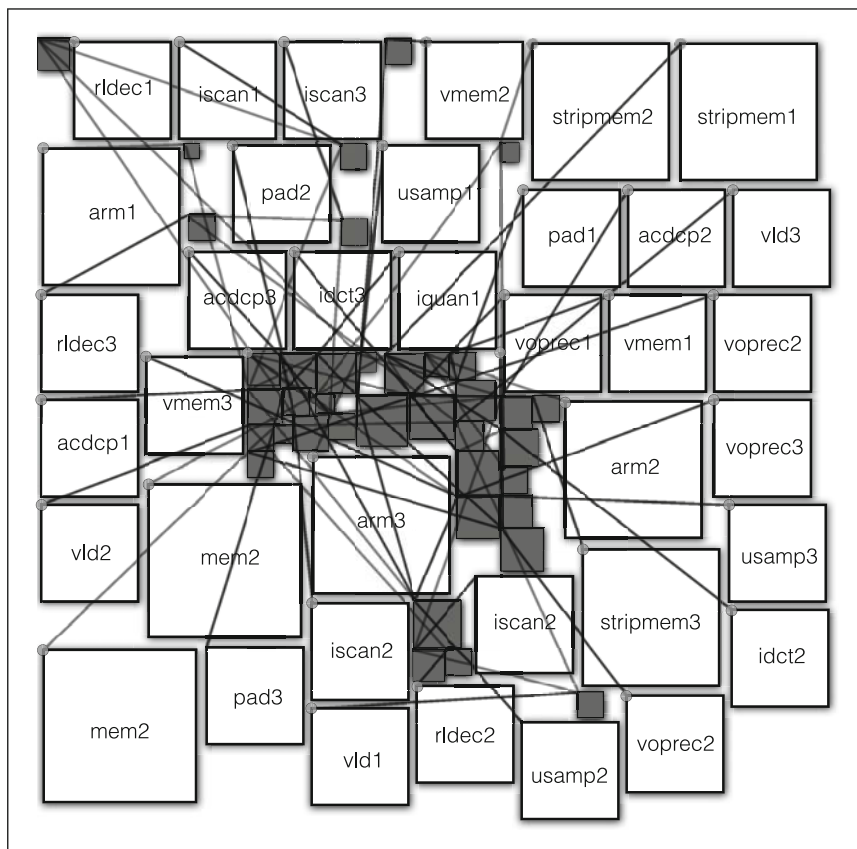 rldec1
iscan1
iscan3
vmem2
stripmem2
stripmem1
arm1
pad2
usamp1
pad1
acdcp2
vld3
acdcp3
idct3
iquan1
rldec3
voprec1
vmem1
voprec2
vmem3
acdcp1
arm2
voprec3
vld2
mem2
arm3
usamp3
iscan2
iscan2
stripmem3
idct2
mem2
pad3
vld1
rldec2
usamp2
voprec2